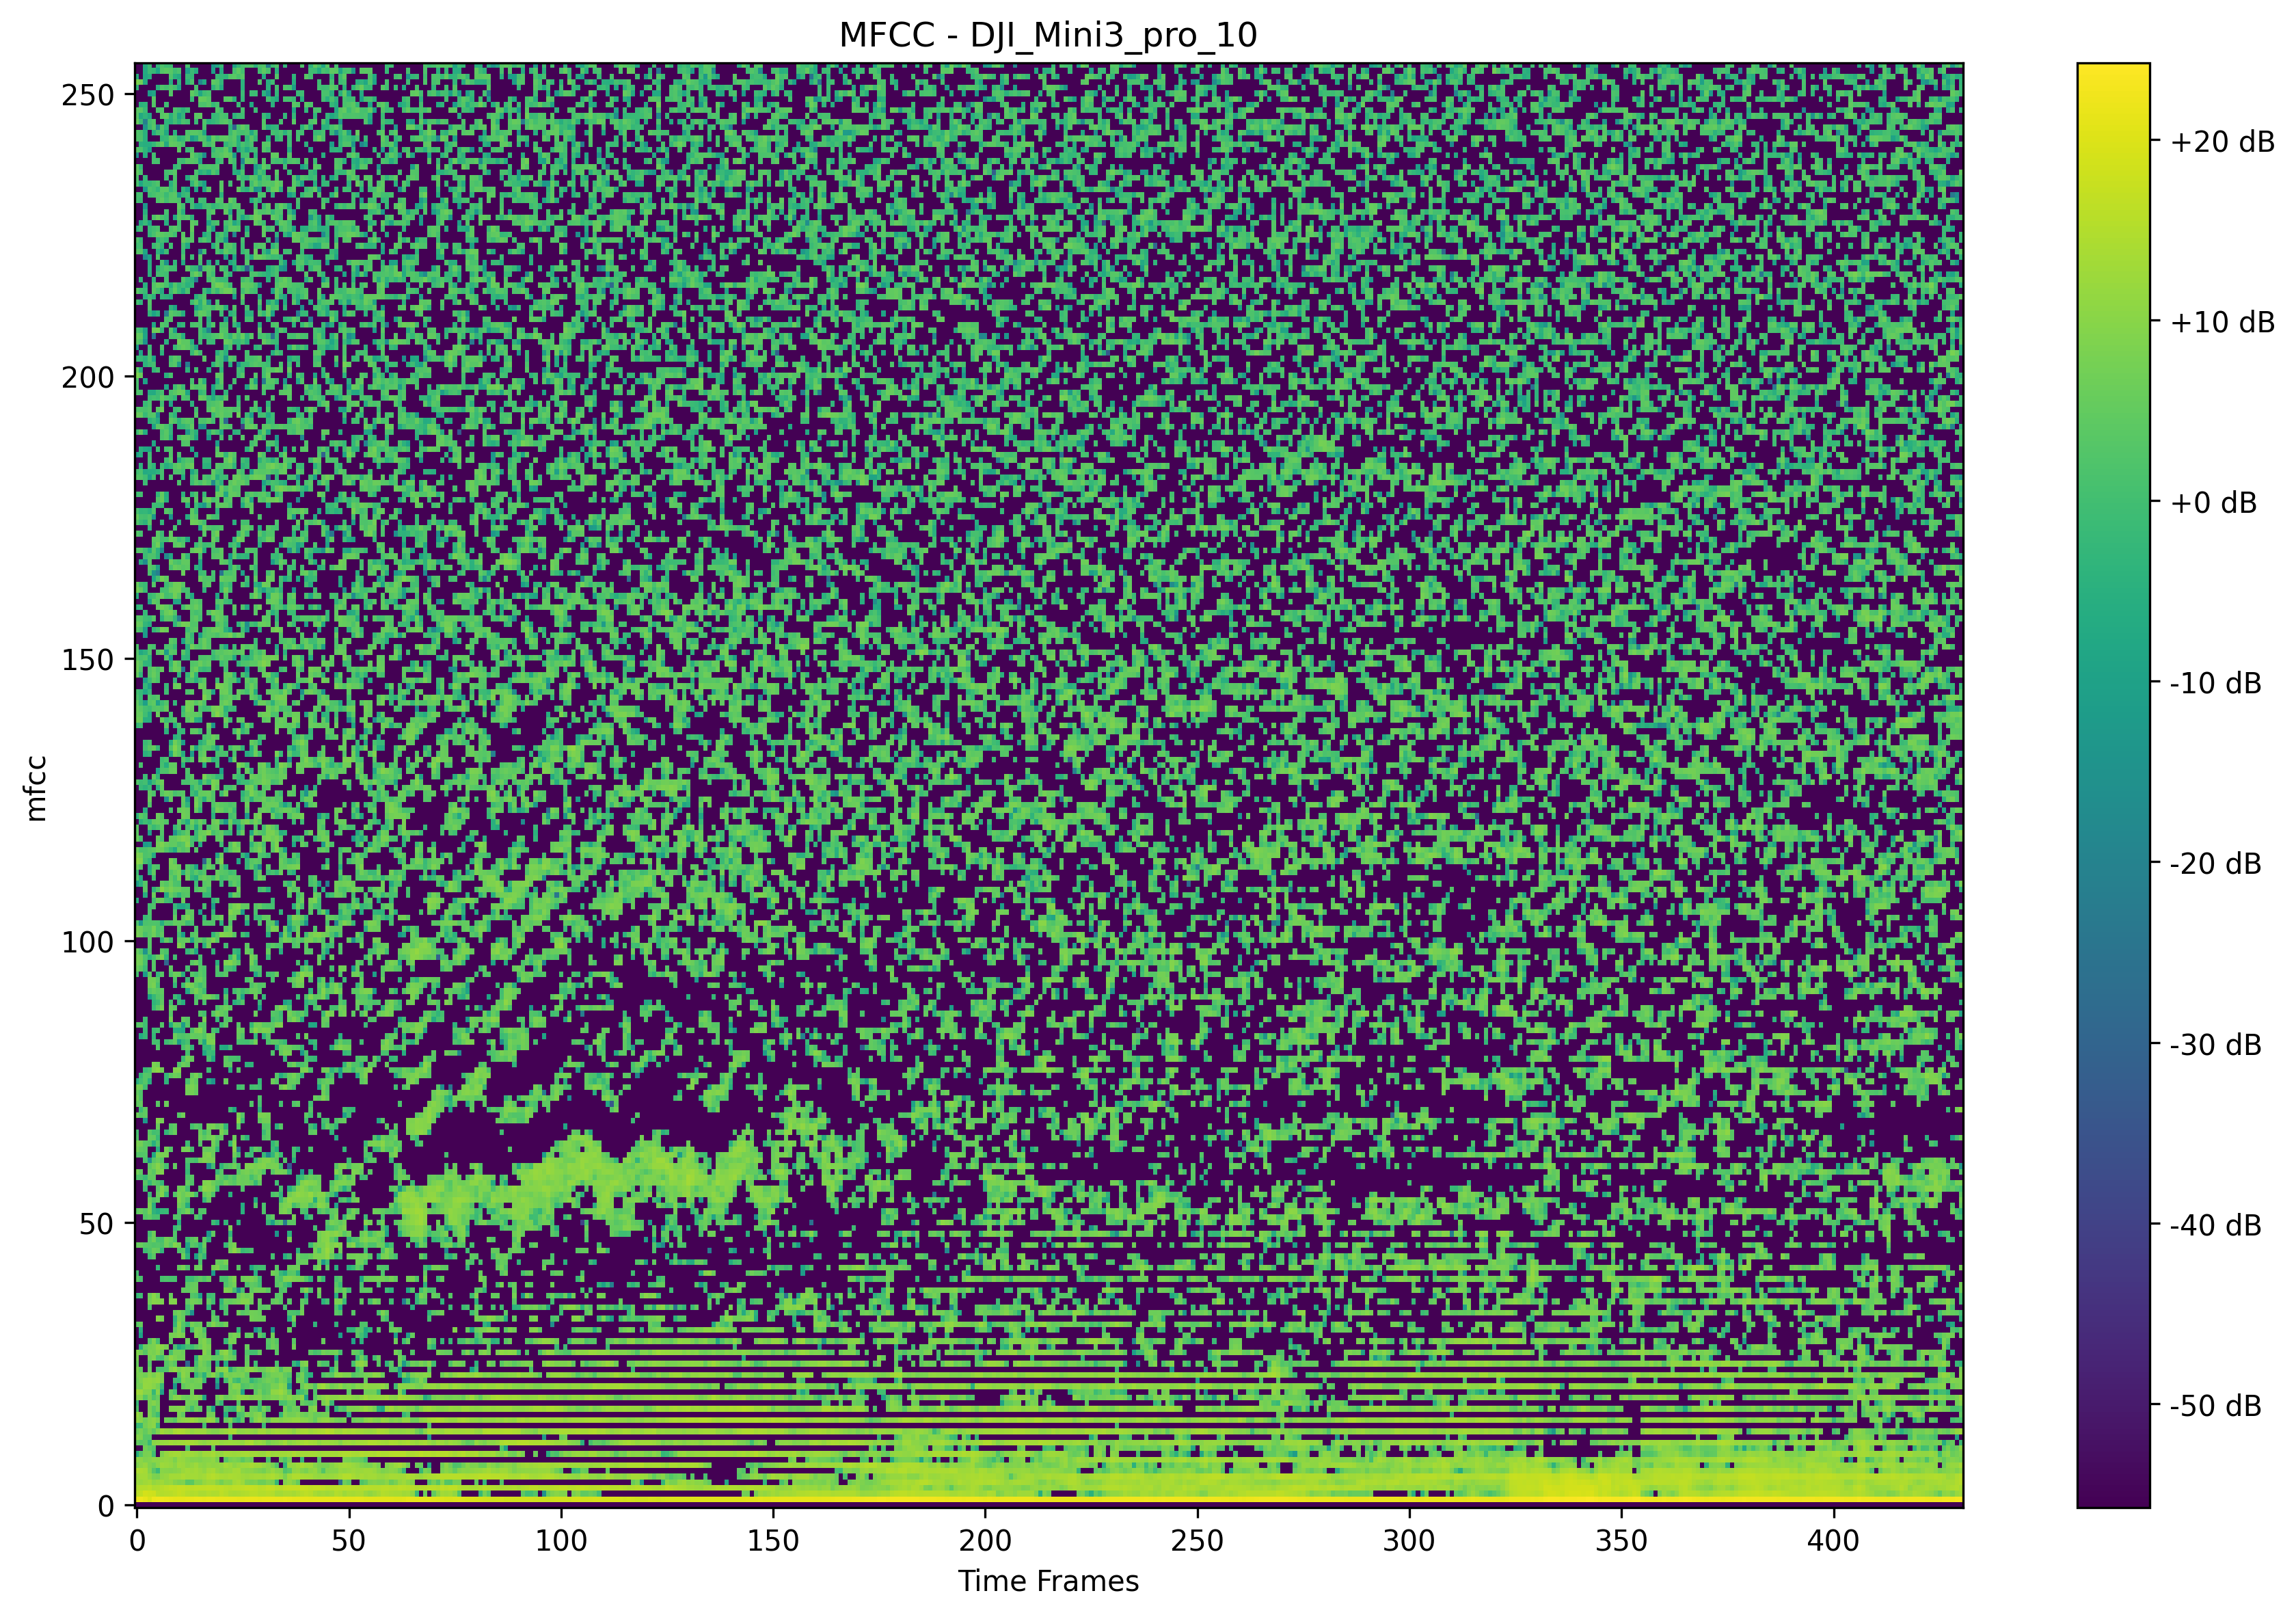 MFCC - DJI_Mini3_pro_10
250
200
150
100
50
0
mfcc
0 50 100 150 200 250 300 350 400
Time Frames
+20 dB
+10 dB
+0 dB
-10 dB
-20 dB
-30 dB
-40 dB
-50 dB